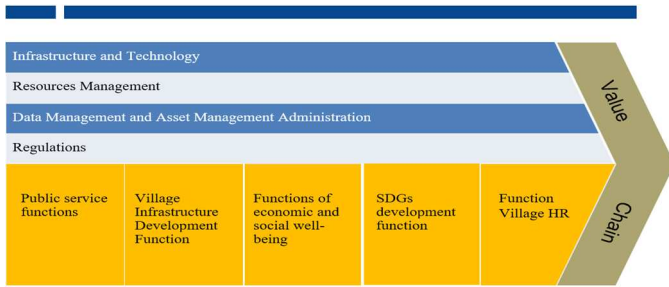 Infrastructure and Technology
Resources Management
Data Management and Asset Management Administration
Regulations
Value
Chain
Public service
functions
Village
Infrastructure
Development
Function
Functions of
economic and
social well-
being
SDGs
development
function
Function
Village HR